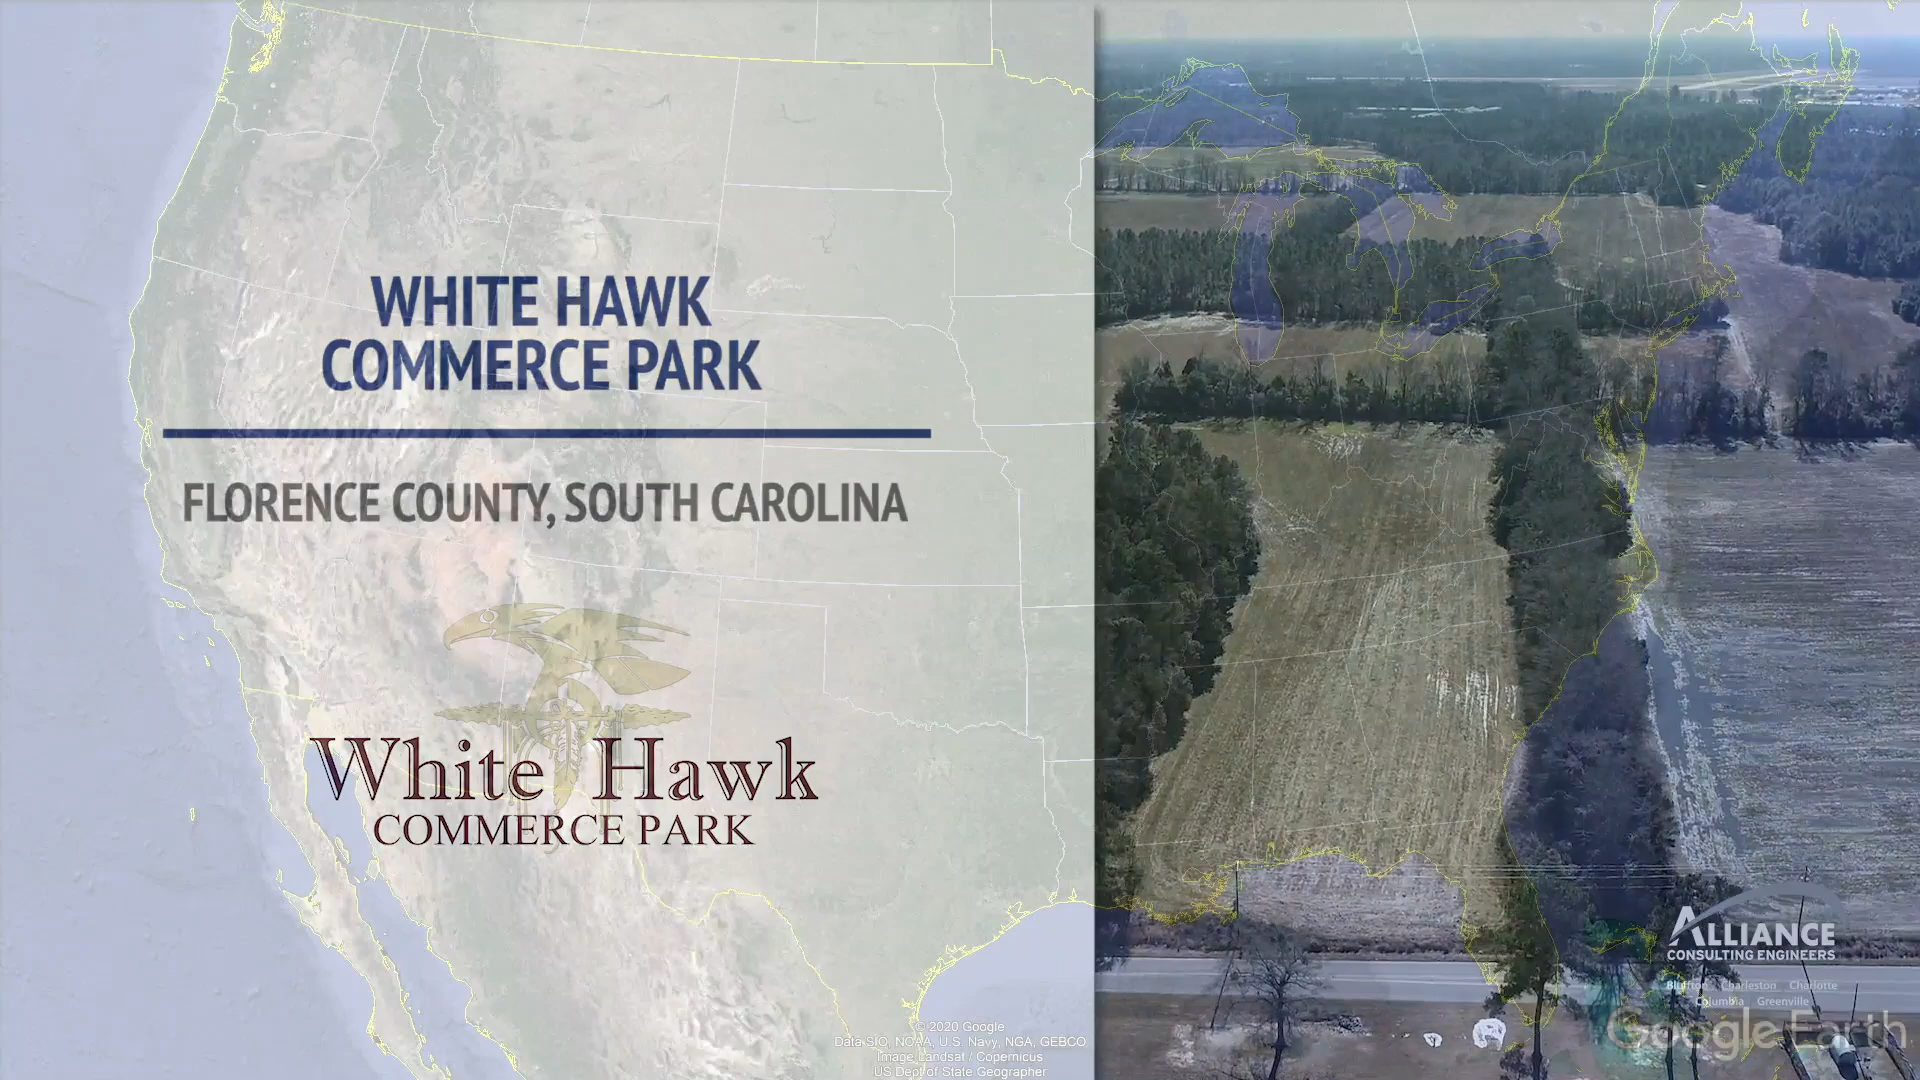 WHITE HAWK
COMMERCE PARK
FLORENCE COUNTY, SOUTH CAROLINA
White Hawk
COMMERCE PARK
ALLIANCE
CONSULTING ENGINEERS
Bluffton Charleston Charlotte
Columbia Greenville
Google Earth
© 2020 Google
Data SIO, NOAA, U.S. Navy, NGA, GEBCO
Image Landsat / Copernicus
US Dept of State Geographer